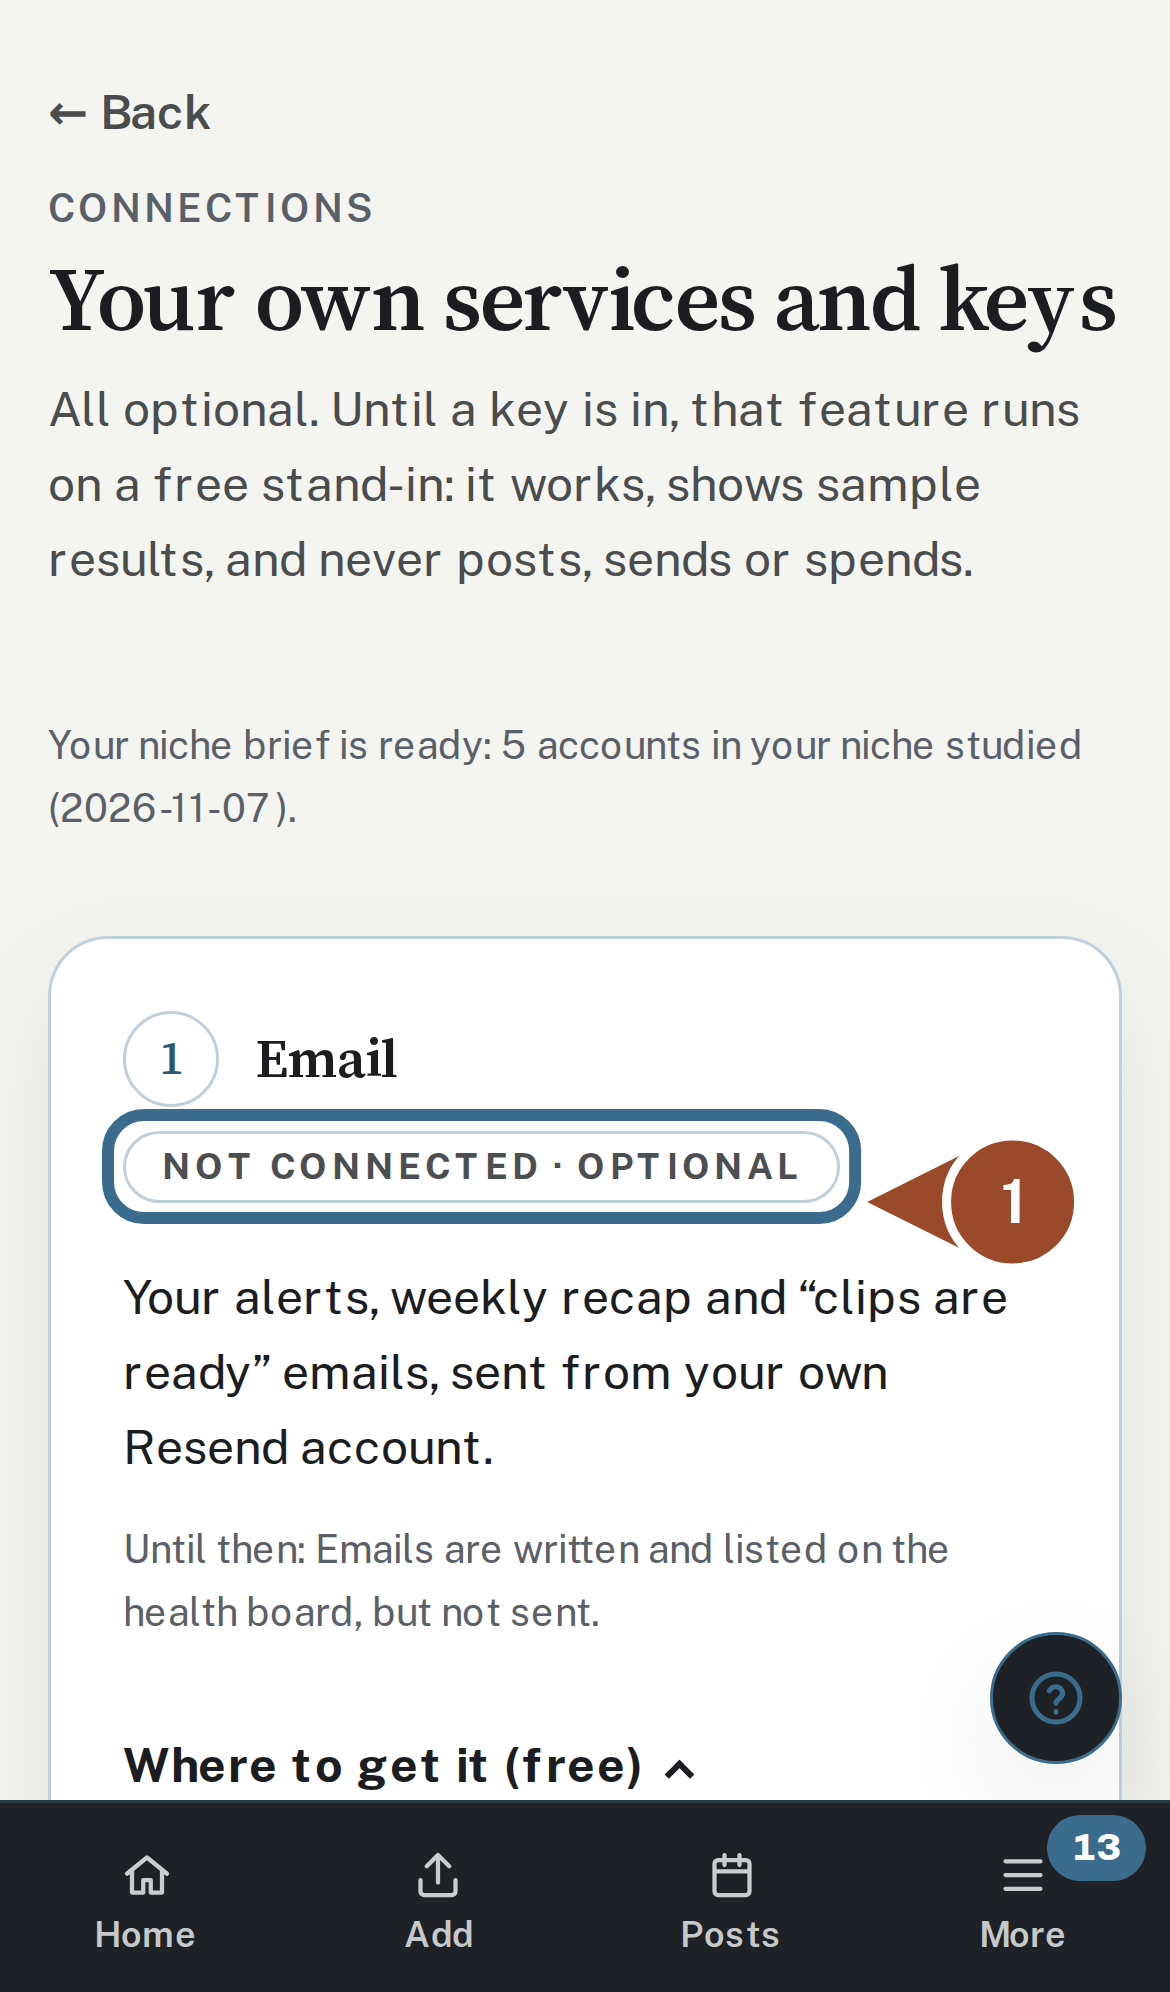 ← Back
CONNECTIONS
Your own services and keys
All optional. Until a key is in, that feature runs
on a free stand-in: it works, shows sample
results, and never posts, sends or spends.
Your niche brief is ready: 5 accounts in your niche studied
(2026-11-07).
1 Email
NOT CONNECTED · OPTIONAL
1
Your alerts, weekly recap and “clips are
ready” emails, sent from your own
Resend account.
Until then: Emails are written and listed on the
health board, but not sent.
Where to get it (free)
13
Home Add Posts More